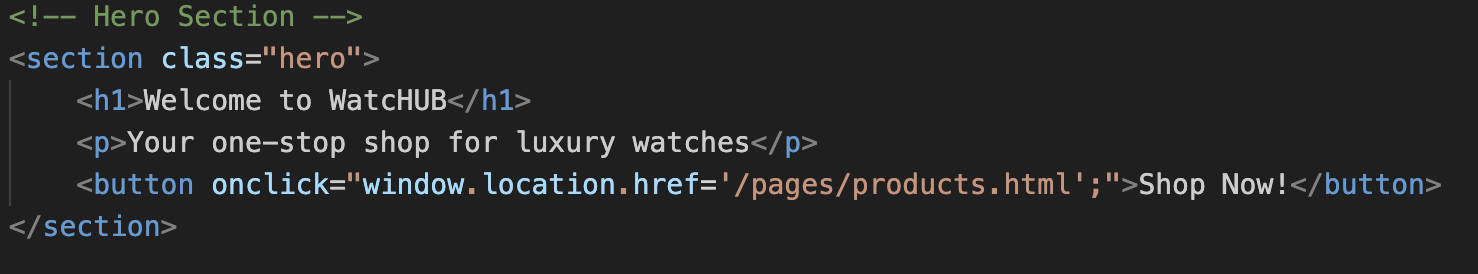 <!-- Hero Section -->
<section class="hero">
    <h1>Welcome to WatcHUB</h1>
    <p>Your one-stop shop for luxury watches</p>
    <button onclick="window.location.href='/pages/products.html';">Shop Now!</button>
</section>